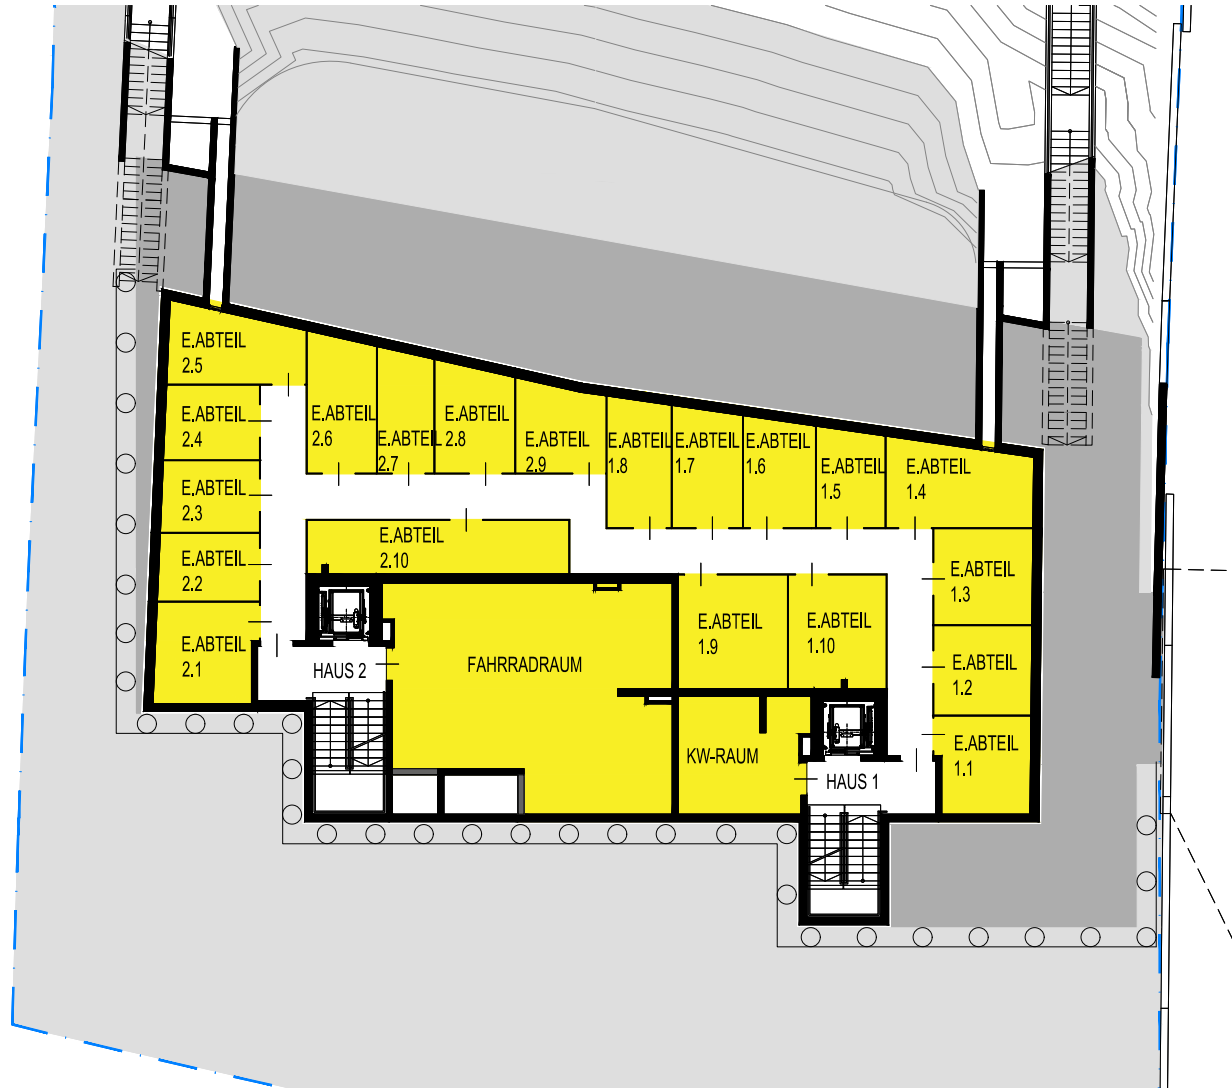 E.ABTEIL
2.5
E.ABTEIL
2.4
E.ABTEIL
2.3
E.ABTEIL
2.2
E.ABTEIL
2.1
E.ABTEIL
2.6
E.ABTEIL
2.7
E.ABTEIL
2.8
E.ABTEIL
2.9
E.ABTEIL
1.8
E.ABTEIL
1.7
E.ABTEIL
1.6
E.ABTEIL
1.5
E.ABTEIL
1.4
E.ABTEIL
2.10
E.ABTEIL
1.3
E.ABTEIL
1.9
E.ABTEIL
1.10
E.ABTEIL
1.2
HAUS 2
FAHRRADRAUM
E.ABTEIL
1.1
KW-RAUM
HAUS 1